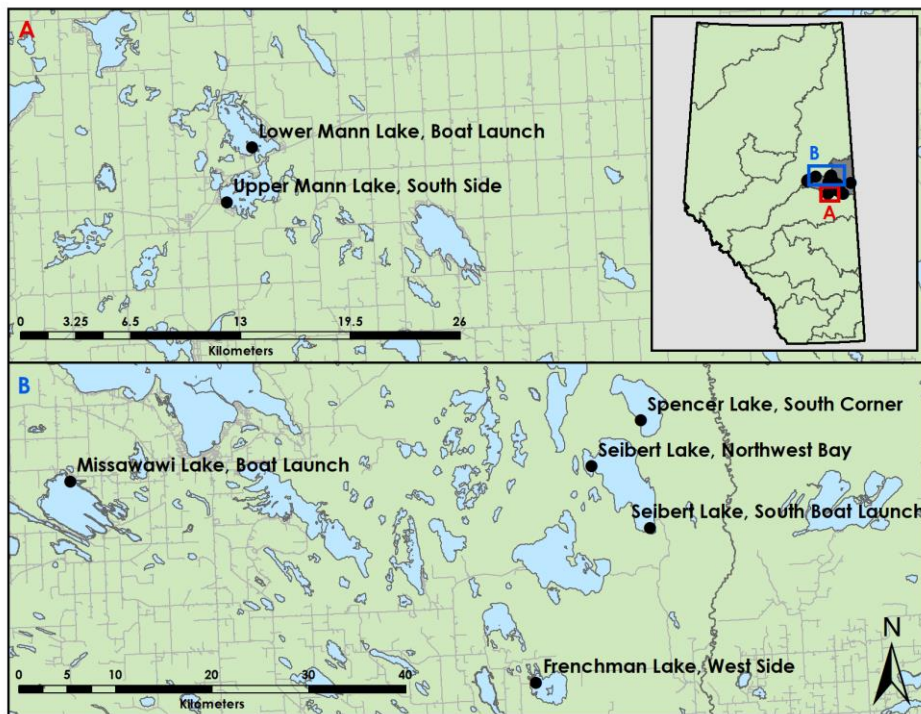 A
Lower Mann Lake, Boat Launch
Upper Mann Lake, South Side
0 3.25 6.5 13 19.5 26
Kilometers
B
A
B
Spencer Lake, South Corner
Missawawi Lake, Boat Launch
Seibert Lake, Northwest Bay
Seibert Lake, South Boat Launch
Frenchman Lake, West Side
N
0 5 10 20 30 40
Kilometers